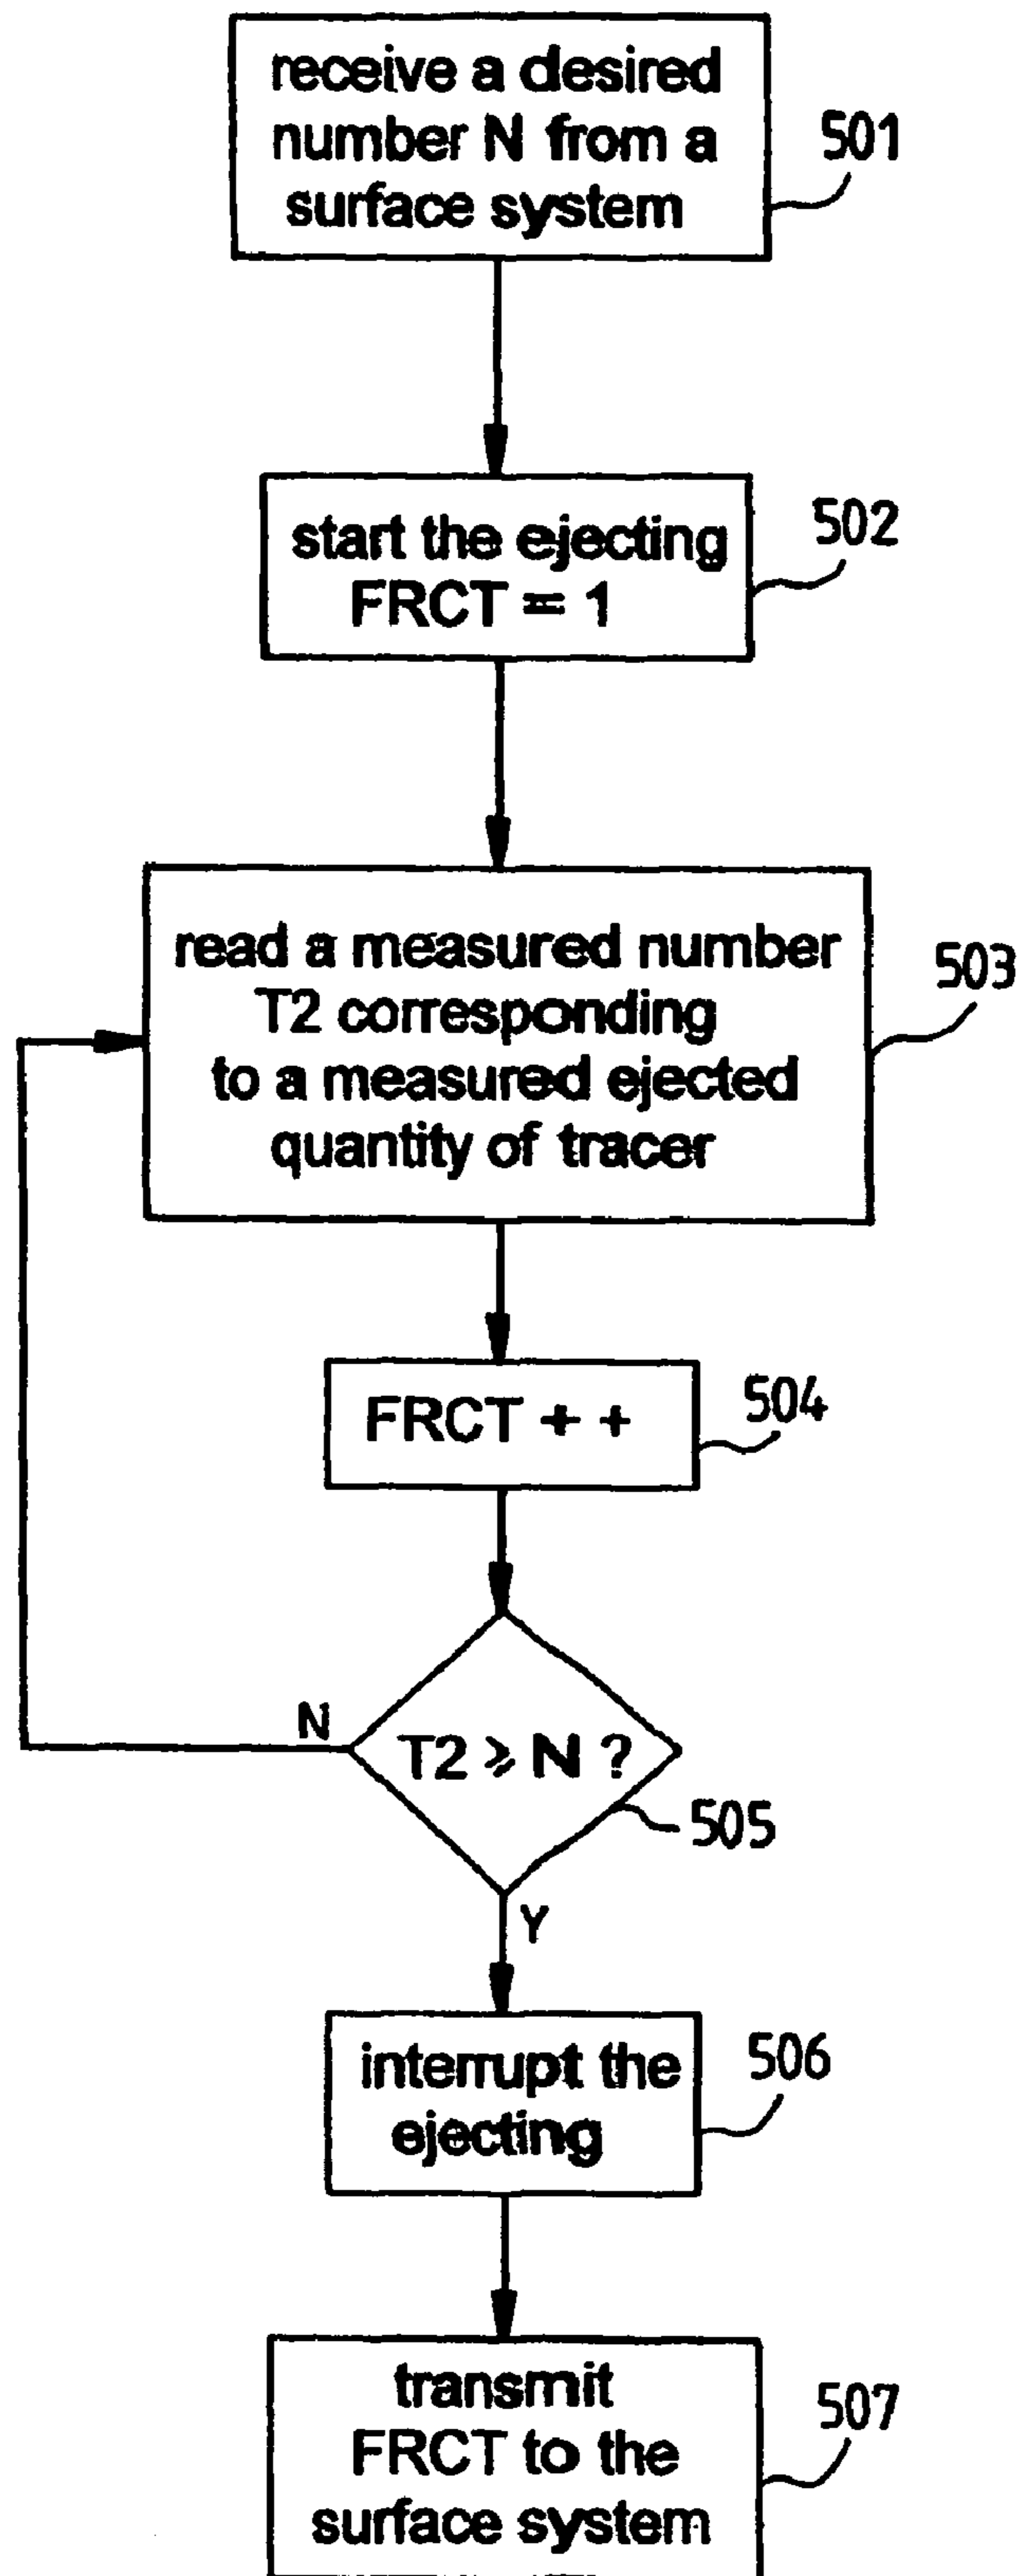 receive a desired
number N from a
surface system
501
start the ejecting
FRCT = 1
502
read a measured number
T2 corresponding
to a measured ejected
quantity of tracer
503
FRCT + +
504
N
T2 ⩾ N ?
505
Y
interrupt the
ejecting
506
transmit
FRCT to the
surface system
507